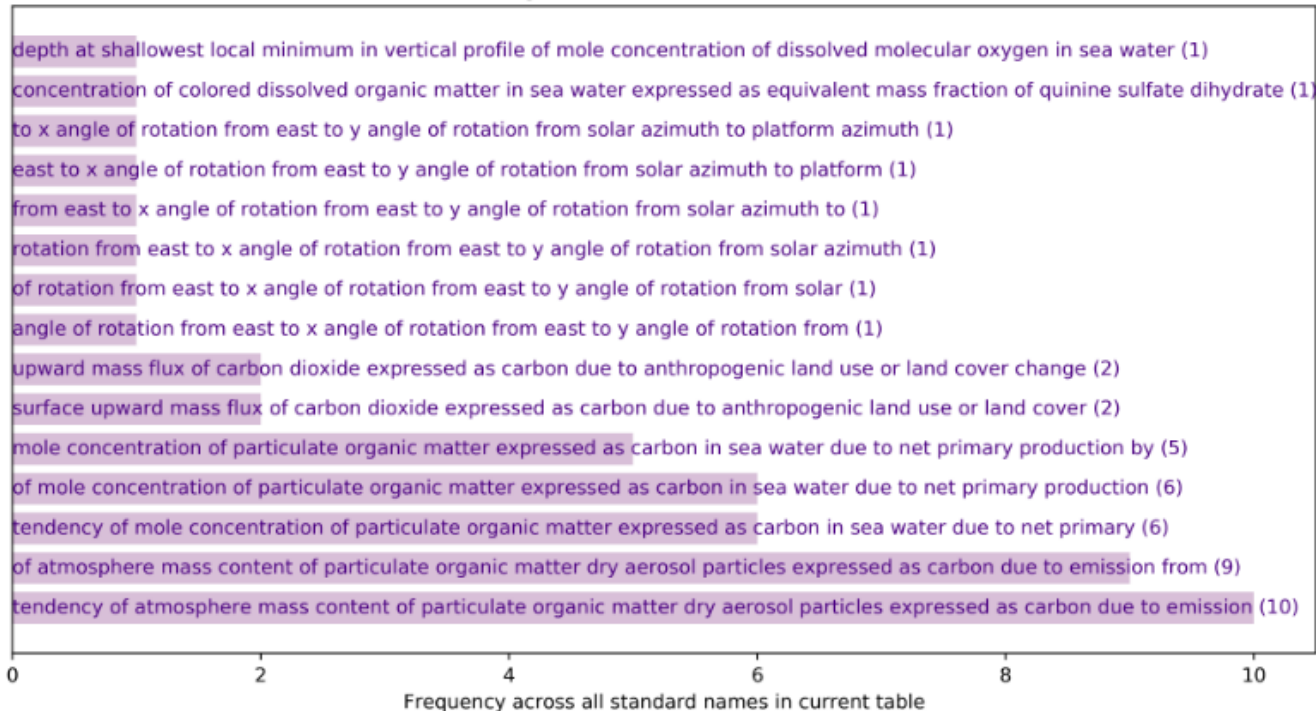 depth at shallowest local minimum in vertical profile of mole concentration of dissolved molecular oxygen in sea water (1)
concentration of colored dissolved organic matter in sea water expressed as equivalent mass fraction of quinine sulfate dihydrate (1)
to x angle of rotation from east to y angle of rotation from solar azimuth to platform azimuth (1)
east to x angle of rotation from east to y angle of rotation from solar azimuth to platform (1)
from east to x angle of rotation from east to y angle of rotation from solar azimuth to (1)
rotation from east to x angle of rotation from east to y angle of rotation from solar azimuth (1)
of rotation from east to x angle of rotation from east to y angle of rotation from solar (1)
angle of rotation from east to x angle of rotation from east to y angle of rotation from (1)
upward mass flux of carbon dioxide expressed as carbon due to anthropogenic land use or land cover change (2)
surface upward mass flux of carbon dioxide expressed as carbon due to anthropogenic land use or land cover (2)
mole concentration of particulate organic matter expressed as carbon in sea water due to net primary production by (5)
of mole concentration of particulate organic matter expressed as carbon in sea water due to net primary production (6)
tendency of mole concentration of particulate organic matter expressed as carbon in sea water due to net primary (6)
of atmosphere mass content of particulate organic matter dry aerosol particles expressed as carbon due to emission from (9)
tendency of atmosphere mass content of particulate organic matter dry aerosol particles expressed as carbon due to emission (10)
0 2 4 6 8 10
Frequency across all standard names in current table